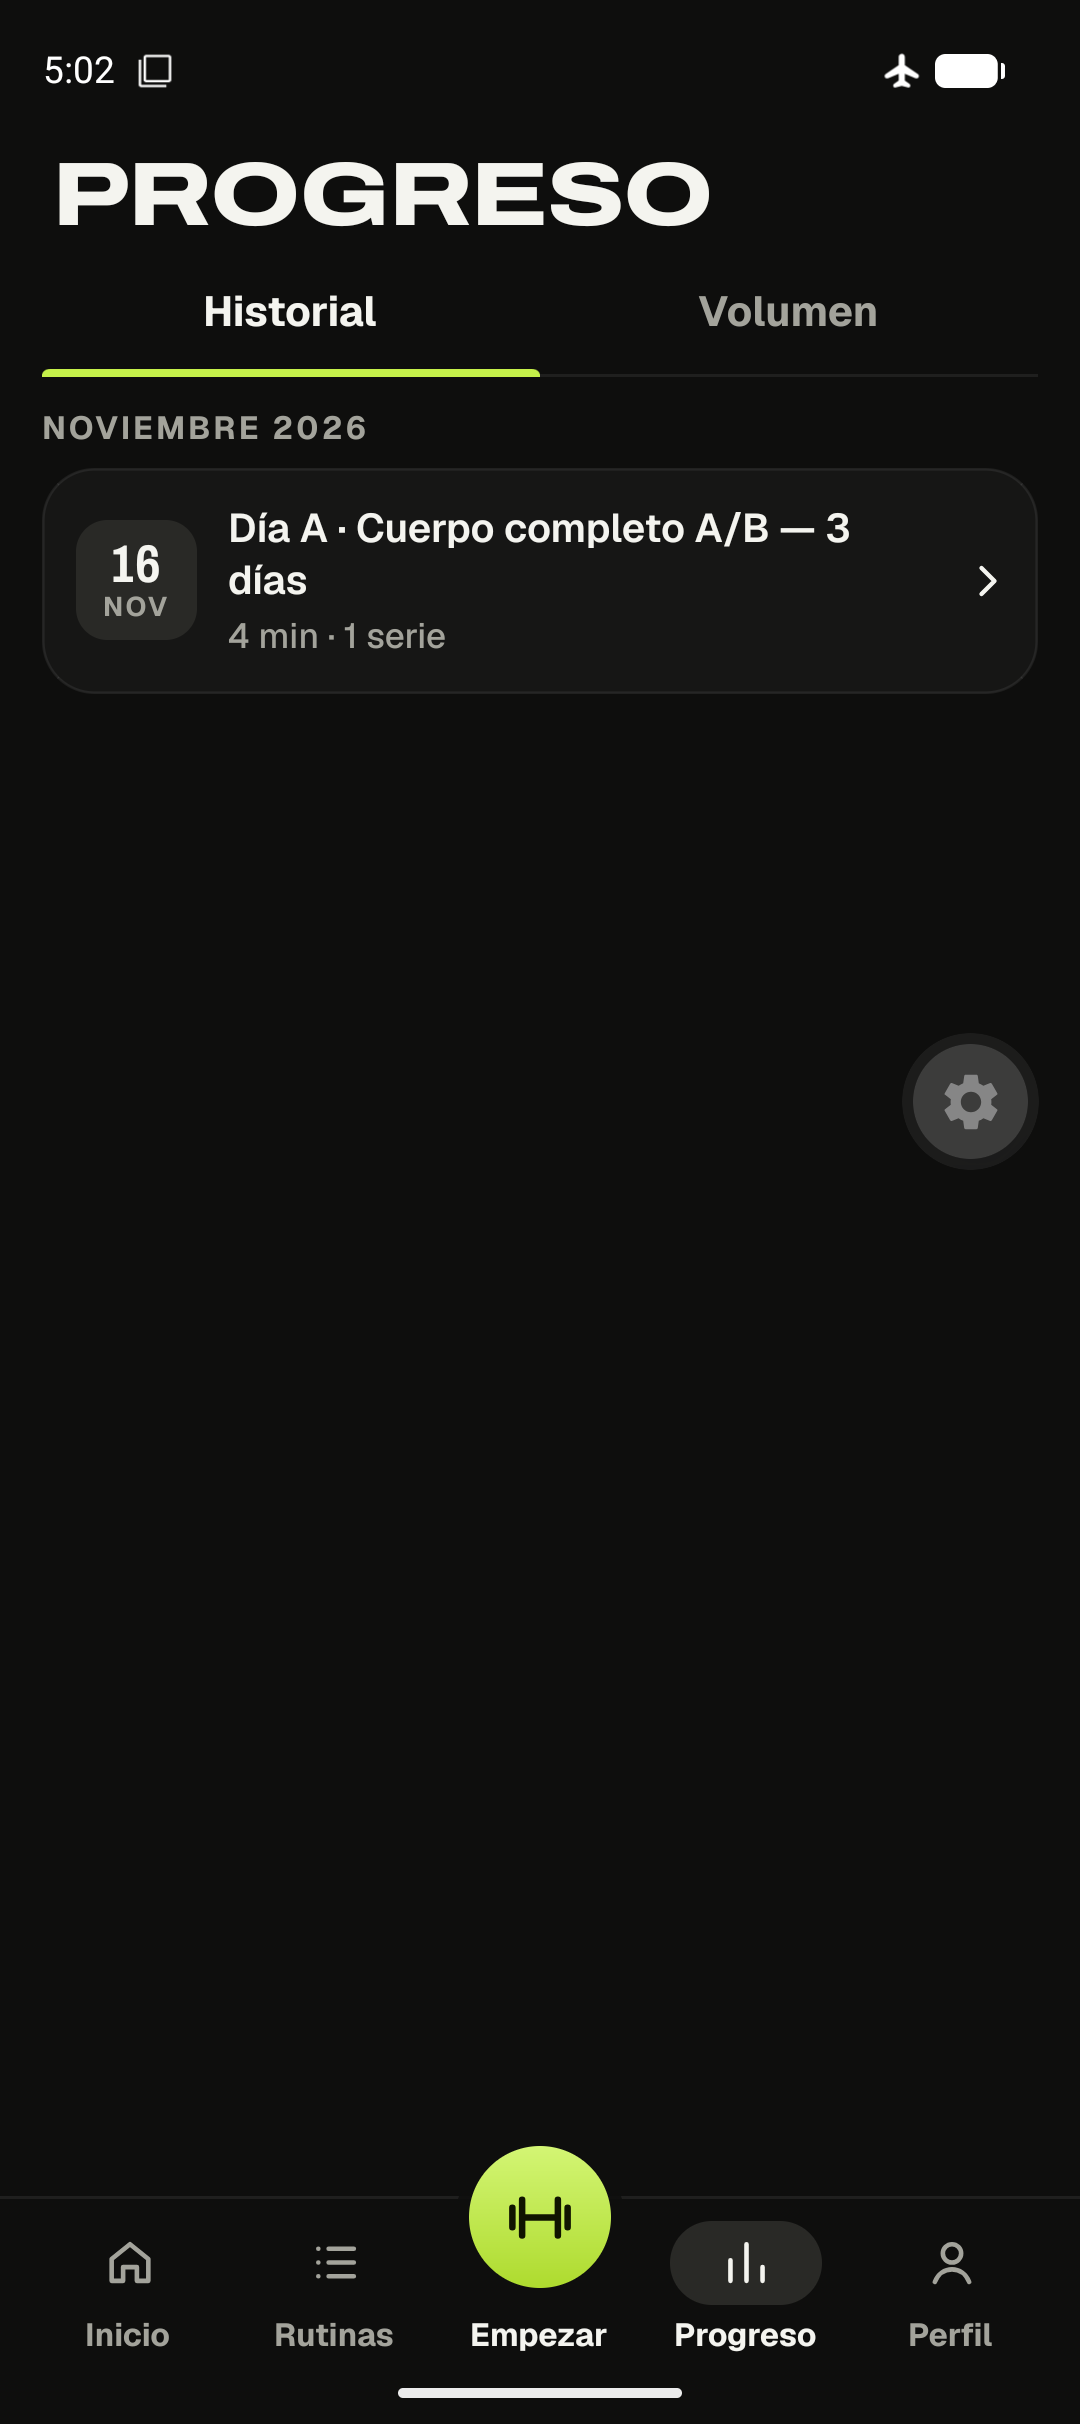 5:02
PROGRESO
Historial
Volumen
NOVIEMBRE 2026
16
NOV
Día A · Cuerpo completo A/B — 3
días
4 min · 1 serie
Inicio
Rutinas
Empezar
Progreso
Perfil